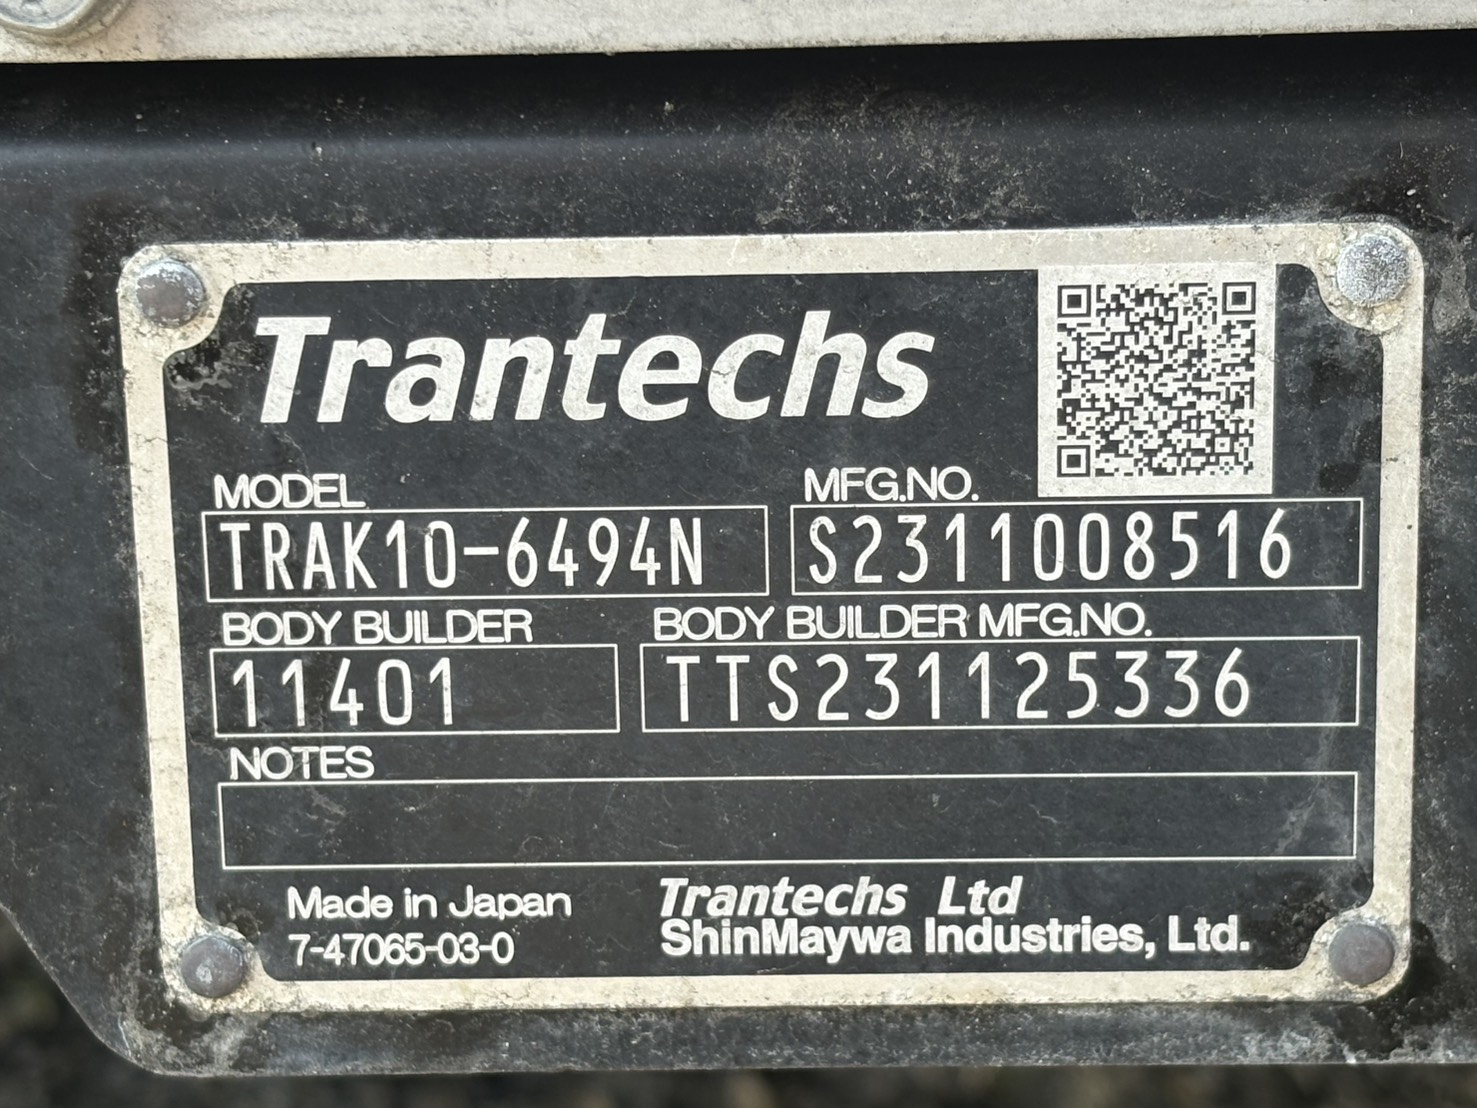 Trantechs
MODEL MFG.NO.
TRAK10-6494N S2311008516
BODY BUILDER BODY BUILDER MFG.NO.
11401 TTS231125336
NOTES
Made in Japan Trantechs Ltd
7-47065-03-0 ShinMaywa Industries, Ltd.